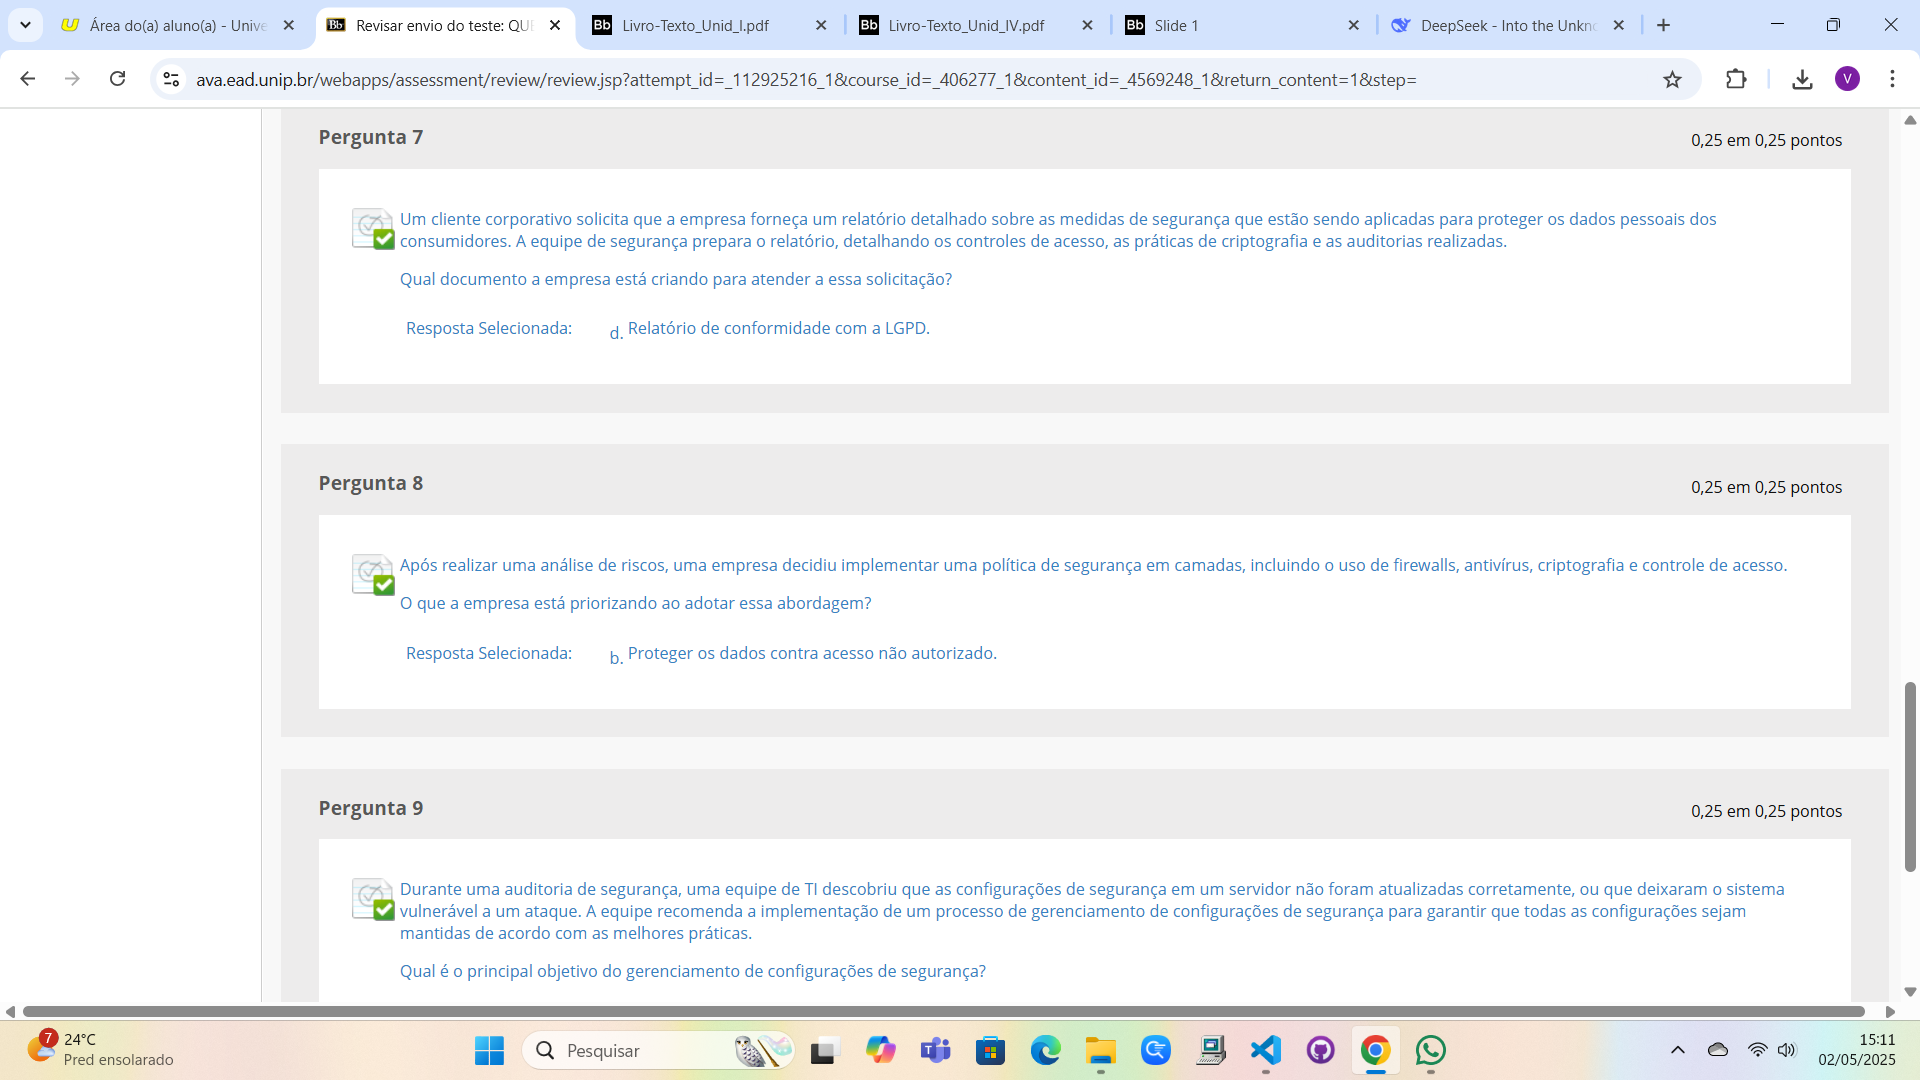 Área do(a) aluno(a) - Unive
Revisar envio do teste: QUE
Livro-Texto_Unid_I.pdf
Livro-Texto_Unid_IV.pdf
Slide 1
DeepSeek - Into the Unkno
ava.ead.unip.br/webapps/assessment/review/review.jsp?attempt_id=_112925216_1&course_id=_406277_1&content_id=_4569248_1&return_content=1&step=
V
Pergunta 7
0,25 em 0,25 pontos
Um cliente corporativo solicita que a empresa forneça um relatório detalhado sobre as medidas de segurança que estão sendo aplicadas para proteger os dados pessoais dos
consumidores. A equipe de segurança prepara o relatório, detalhando os controles de acesso, as práticas de criptografia e as auditorias realizadas.
Qual documento a empresa está criando para atender a essa solicitação?
Resposta Selecionada: d. Relatório de conformidade com a LGPD.
Pergunta 8
0,25 em 0,25 pontos
Após realizar uma análise de riscos, uma empresa decidiu implementar uma política de segurança em camadas, incluindo o uso de firewalls, antivírus, criptografia e controle de acesso.
O que a empresa está priorizando ao adotar essa abordagem?
Resposta Selecionada: b. Proteger os dados contra acesso não autorizado.
Pergunta 9
0,25 em 0,25 pontos
Durante uma auditoria de segurança, uma equipe de TI descobriu que as configurações de segurança em um servidor não foram atualizadas corretamente, ou que deixaram o sistema
vulnerável a um ataque. A equipe recomenda a implementação de um processo de gerenciamento de configurações de segurança para garantir que todas as configurações sejam
mantidas de acordo com as melhores práticas.
Qual é o principal objetivo do gerenciamento de configurações de segurança?
7
24°C
Pred ensolarado
Pesquisar
15:11
02/05/2025